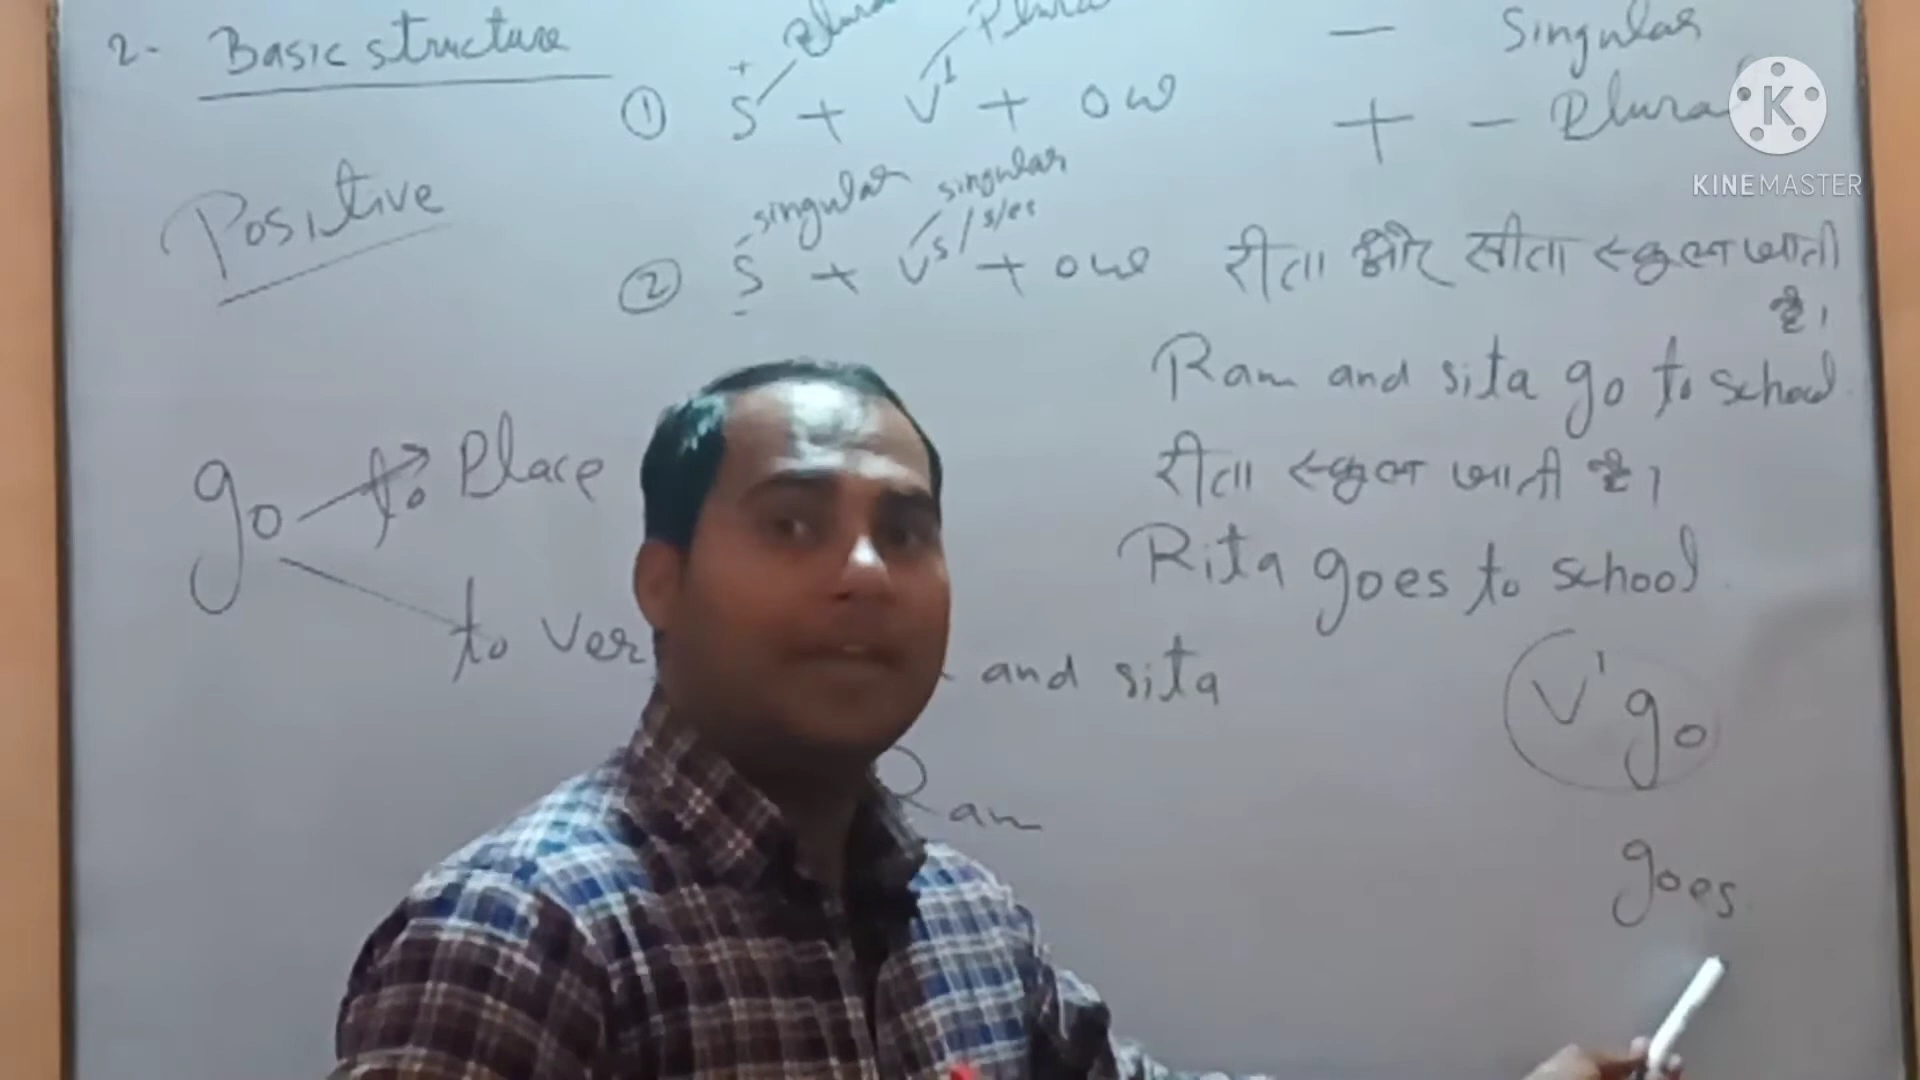 2- Basic structure
Plural Plural
① S + V¹ + ow
singular singular
② S + Vs / s/es + ow
Positive
- Singular
+ - Plural
KINEMASTER
रीता और सीता स्कूल जाती
है।
Ram and sita go to school
रीता स्कूल जाती है।
Rita goes to school
go to Place
to Ver
and sita
Ram
V¹ go
goes